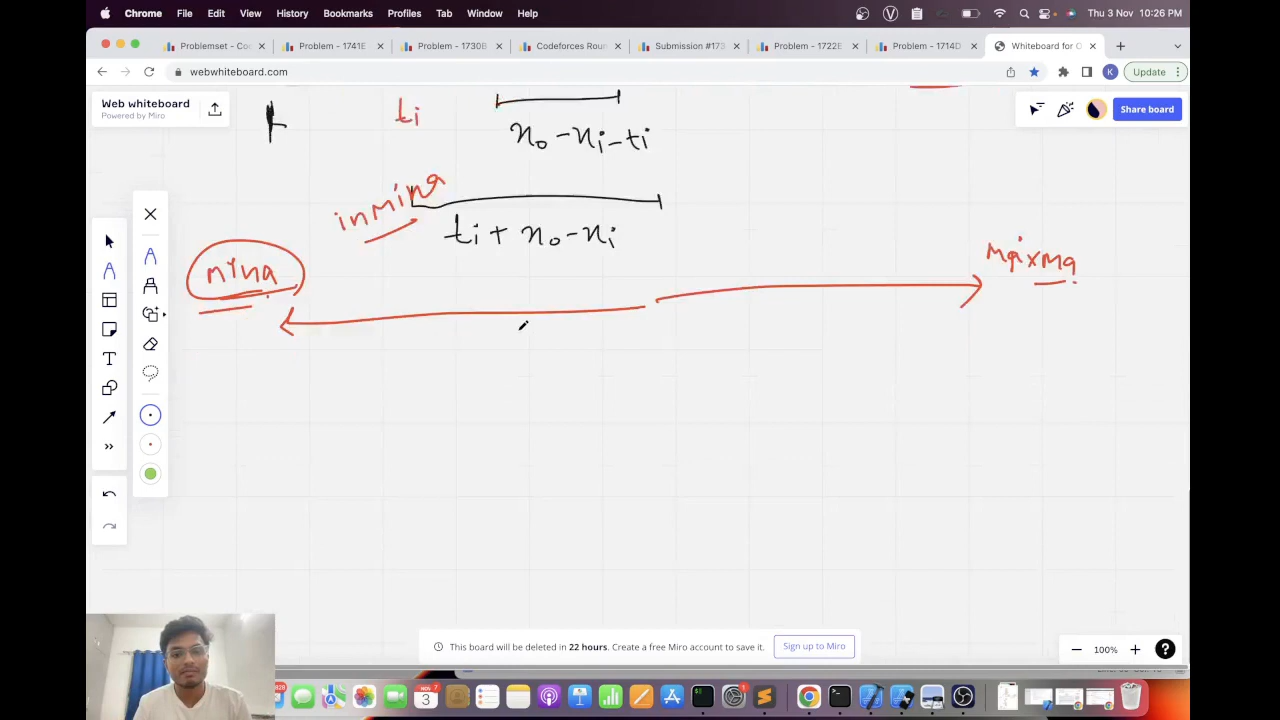 Chrome File Edit View History Bookmarks Profiles Tab Window Help
Thu 3 Nov 10:26 PM
Problemset - Co
Problem - 1741E
Problem - 1730B
Codeforces Roun
Submission #173
Problem - 1722E
Problem - 1714D
Whiteboard for O
webwhiteboard.com
K
Update
Web whiteboard
Powered by Miro
Share board
ti
x0 - xi - ti
ti + x0 - xi
mina
T
This board will be deleted in 22 hours. Create a free Miro account to save it.
Sign up to Miro
100%
NOV
3